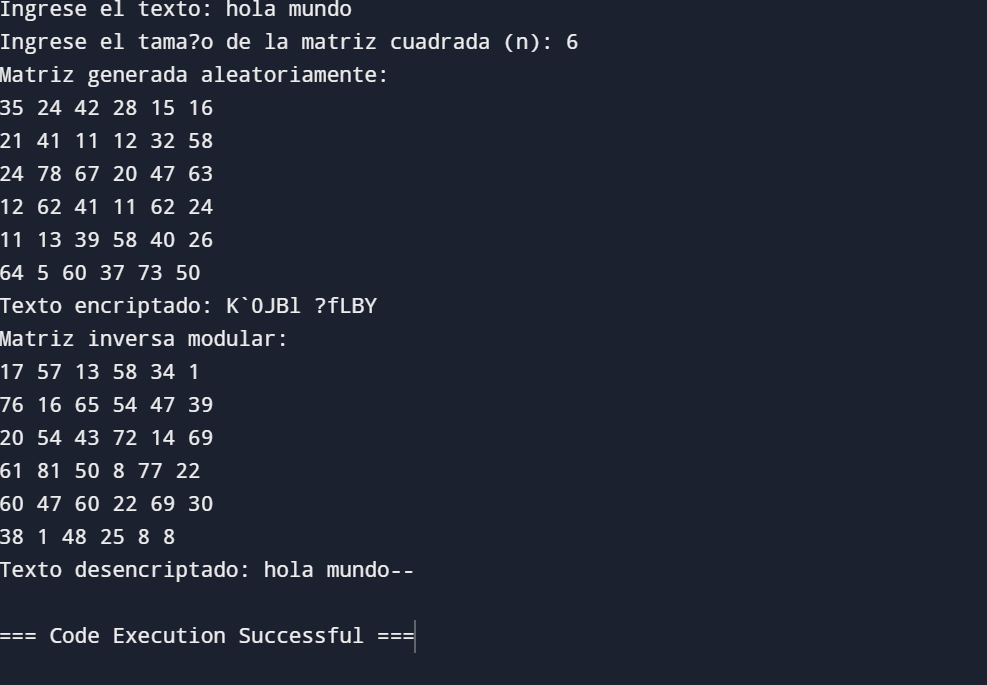 Ingrese el texto: hola mundo
Ingrese el tama?o de la matriz cuadrada (n): 6
Matriz generada aleatoriamente:
35 24 42 28 15 16
21 41 11 12 32 58
24 78 67 20 47 63
12 62 41 11 62 24
11 13 39 58 40 26
64 5 60 37 73 50
Texto encriptado: K`OJBl ?fLBY
Matriz inversa modular:
17 57 13 58 34 1
76 16 65 54 47 39
20 54 43 72 14 69
61 81 50 8 77 22
60 47 60 22 69 30
38 1 48 25 8 8
Texto desencriptado: hola mundo--
=== Code Execution Successful ===